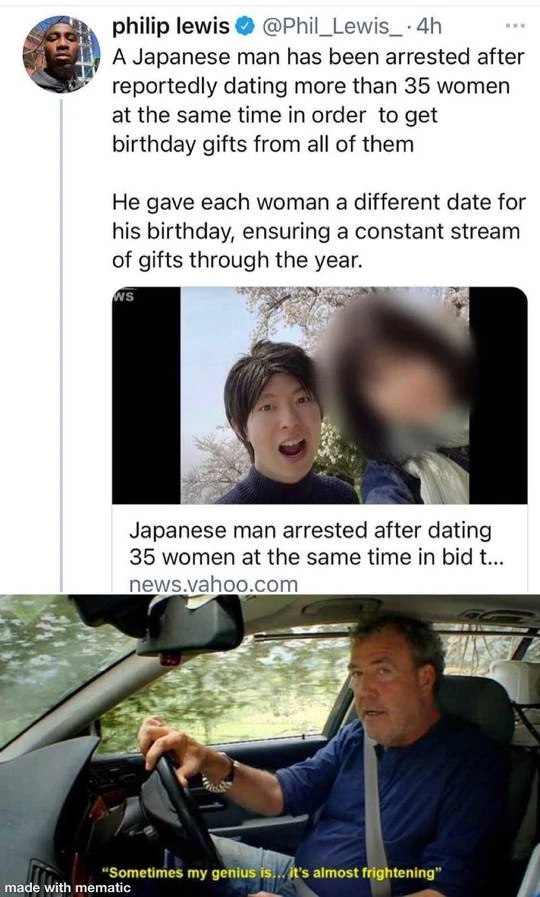 philip lewis @Phil_Lewis_ · 4h
A Japanese man has been arrested after
reportedly dating more than 35 women
at the same time in order to get
birthday gifts from all of them
He gave each woman a different date for
his birthday, ensuring a constant stream
of gifts through the year.
WS
Japanese man arrested after dating
35 women at the same time in bid t...
news.yahoo.com
"Sometimes my genius is... it's almost frightening"
made with mematic